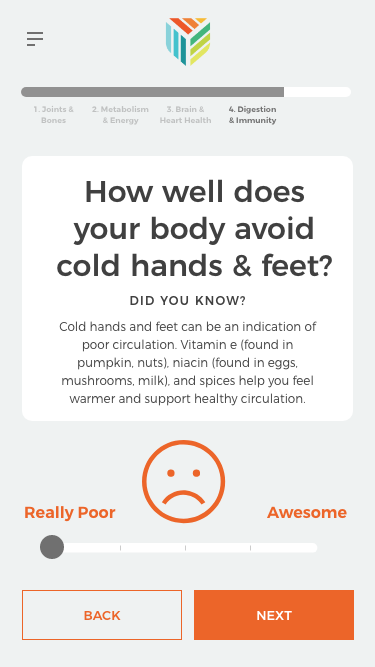 1. Joints &
Bones
2. Metabolism
& Energy
3. Brain &
Heart Health
4. Digestion
& Immunity
How well does
your body avoid
cold hands & feet?
DID YOU KNOW?
Cold hands and feet can be an indication of
poor circulation. Vitamin e (found in
pumpkin, nuts), niacin (found in eggs,
mushrooms, milk), and spices help you feel
warmer and support healthy circulation.
Really Poor
Awesome
BACK
NEXT